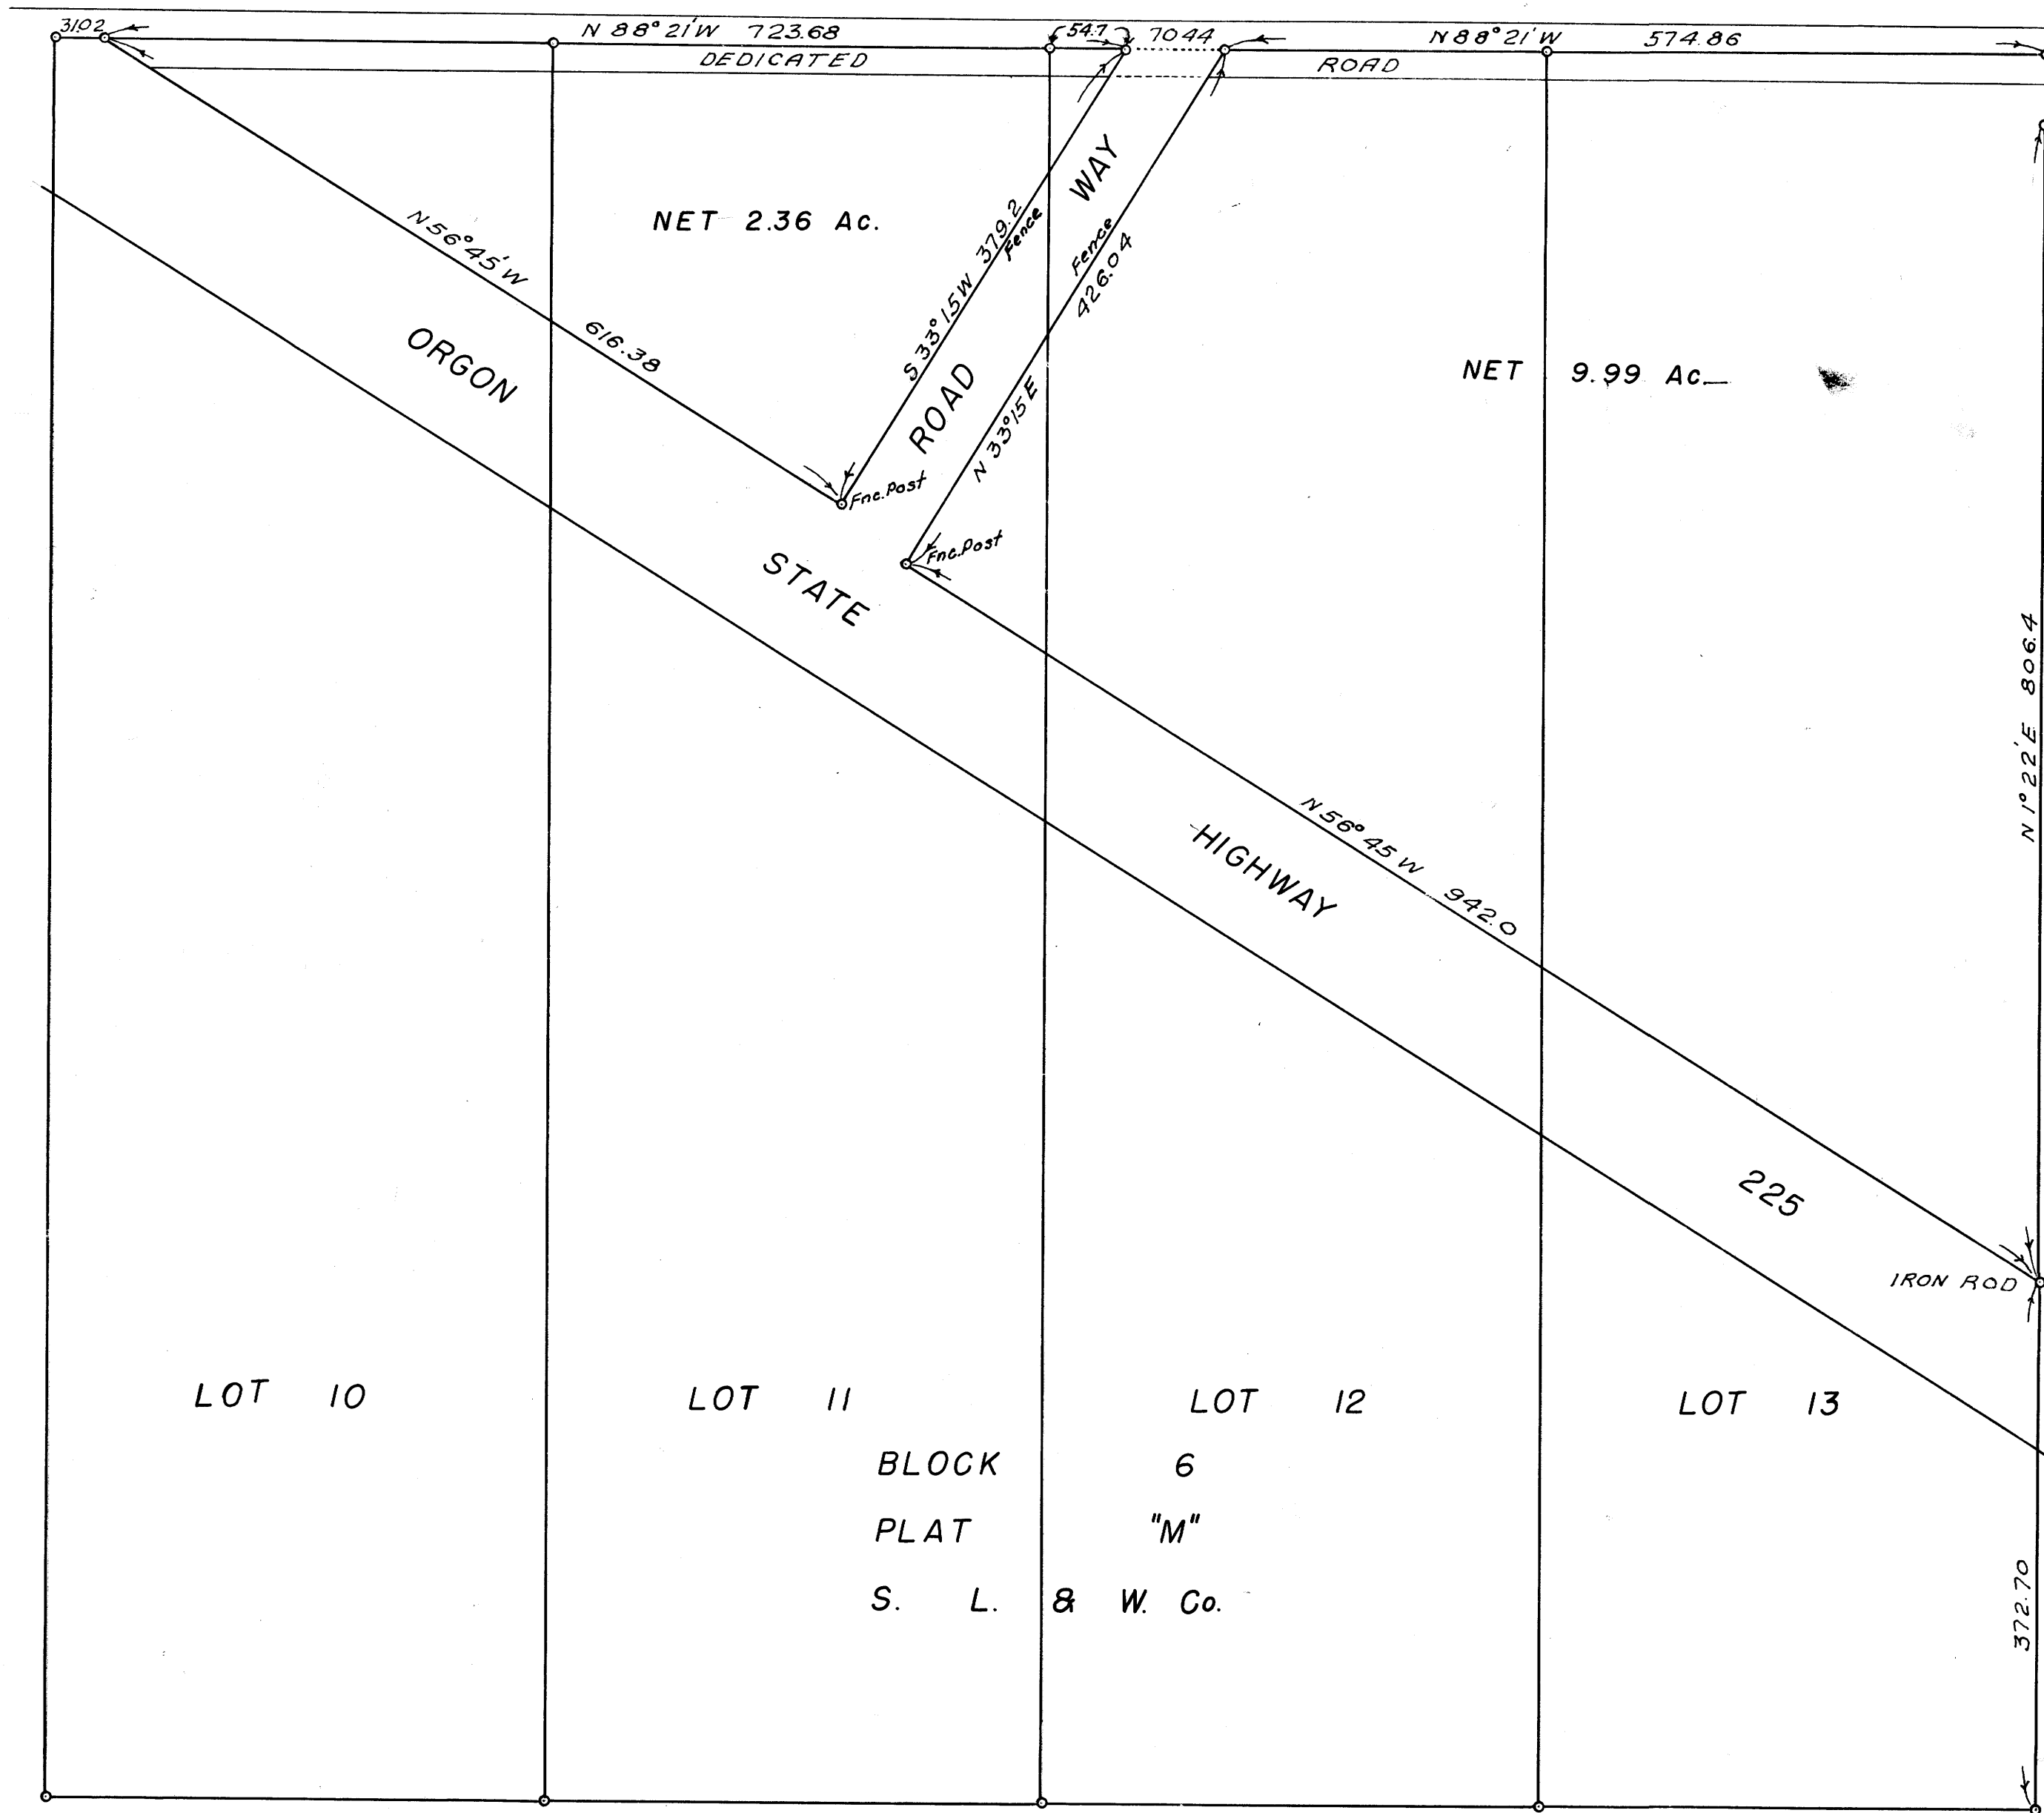 31.02 N 88° 21' W 723.68 54.7 70.44 N 88° 21' W 574.86
DEDICATED ROAD
NET 2.36 Ac.
N 56° 45' W 616.38
S 33° 15 W 379.2
Fence
WAY
Fence
426.04
N 33° 15 E
ROAD
NET 9.99 Ac.
ORGON
Fnc. Post
Fnc. Post
STATE
N 1° 22' E 806.4
N 56° 45 W 942.0
HIGHWAY
225
IRON ROD
LOT 10 LOT 11 LOT 12 LOT 13
BLOCK 6
PLAT "M"
S. L. & W. Co.
372.70